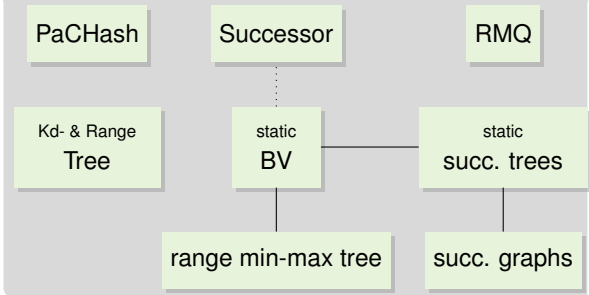 PaCHash
Successor
RMQ
Kd- & Range
Tree
static
BV
static
succ. trees
range min-max tree
succ. graphs